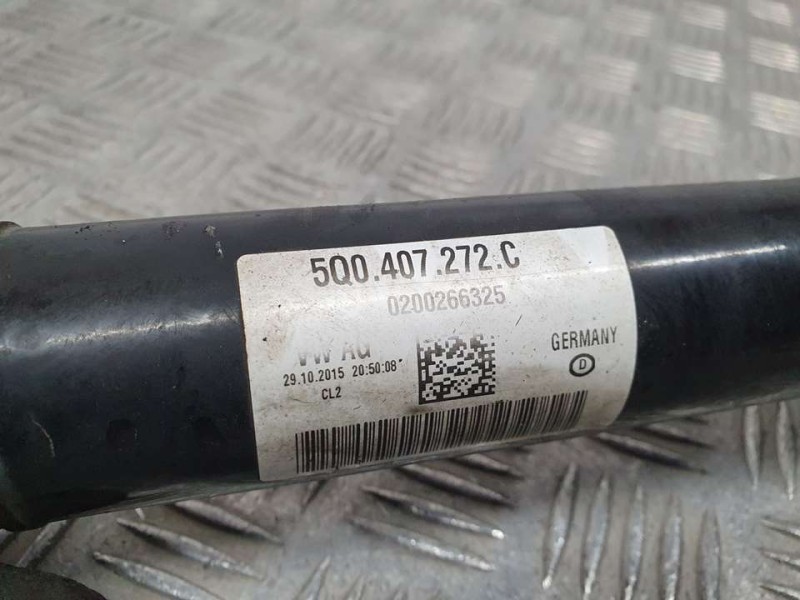 5Q0.407.272.C
0200266325
VW AG
GERMANY
29.10.2015 20:50:08
D
CL2